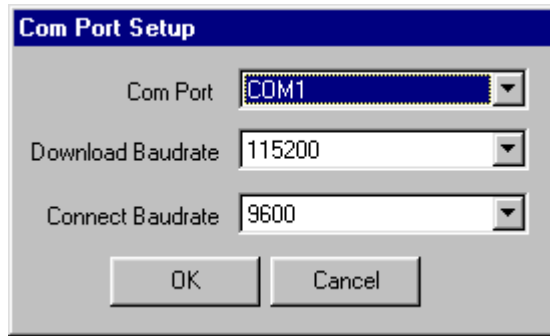 Com Port Setup
Com Port COM1
Download Baudrate 115200
Connect Baudrate 9600
OK Cancel